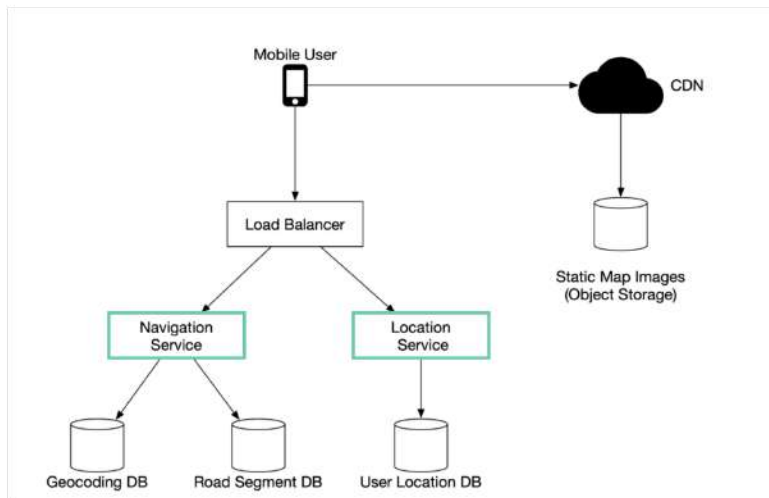 Mobile User
CDN
Load Balancer
Static Map Images
(Object Storage)
Navigation
Service
Location
Service
Geocoding DB
Road Segment DB
User Location DB